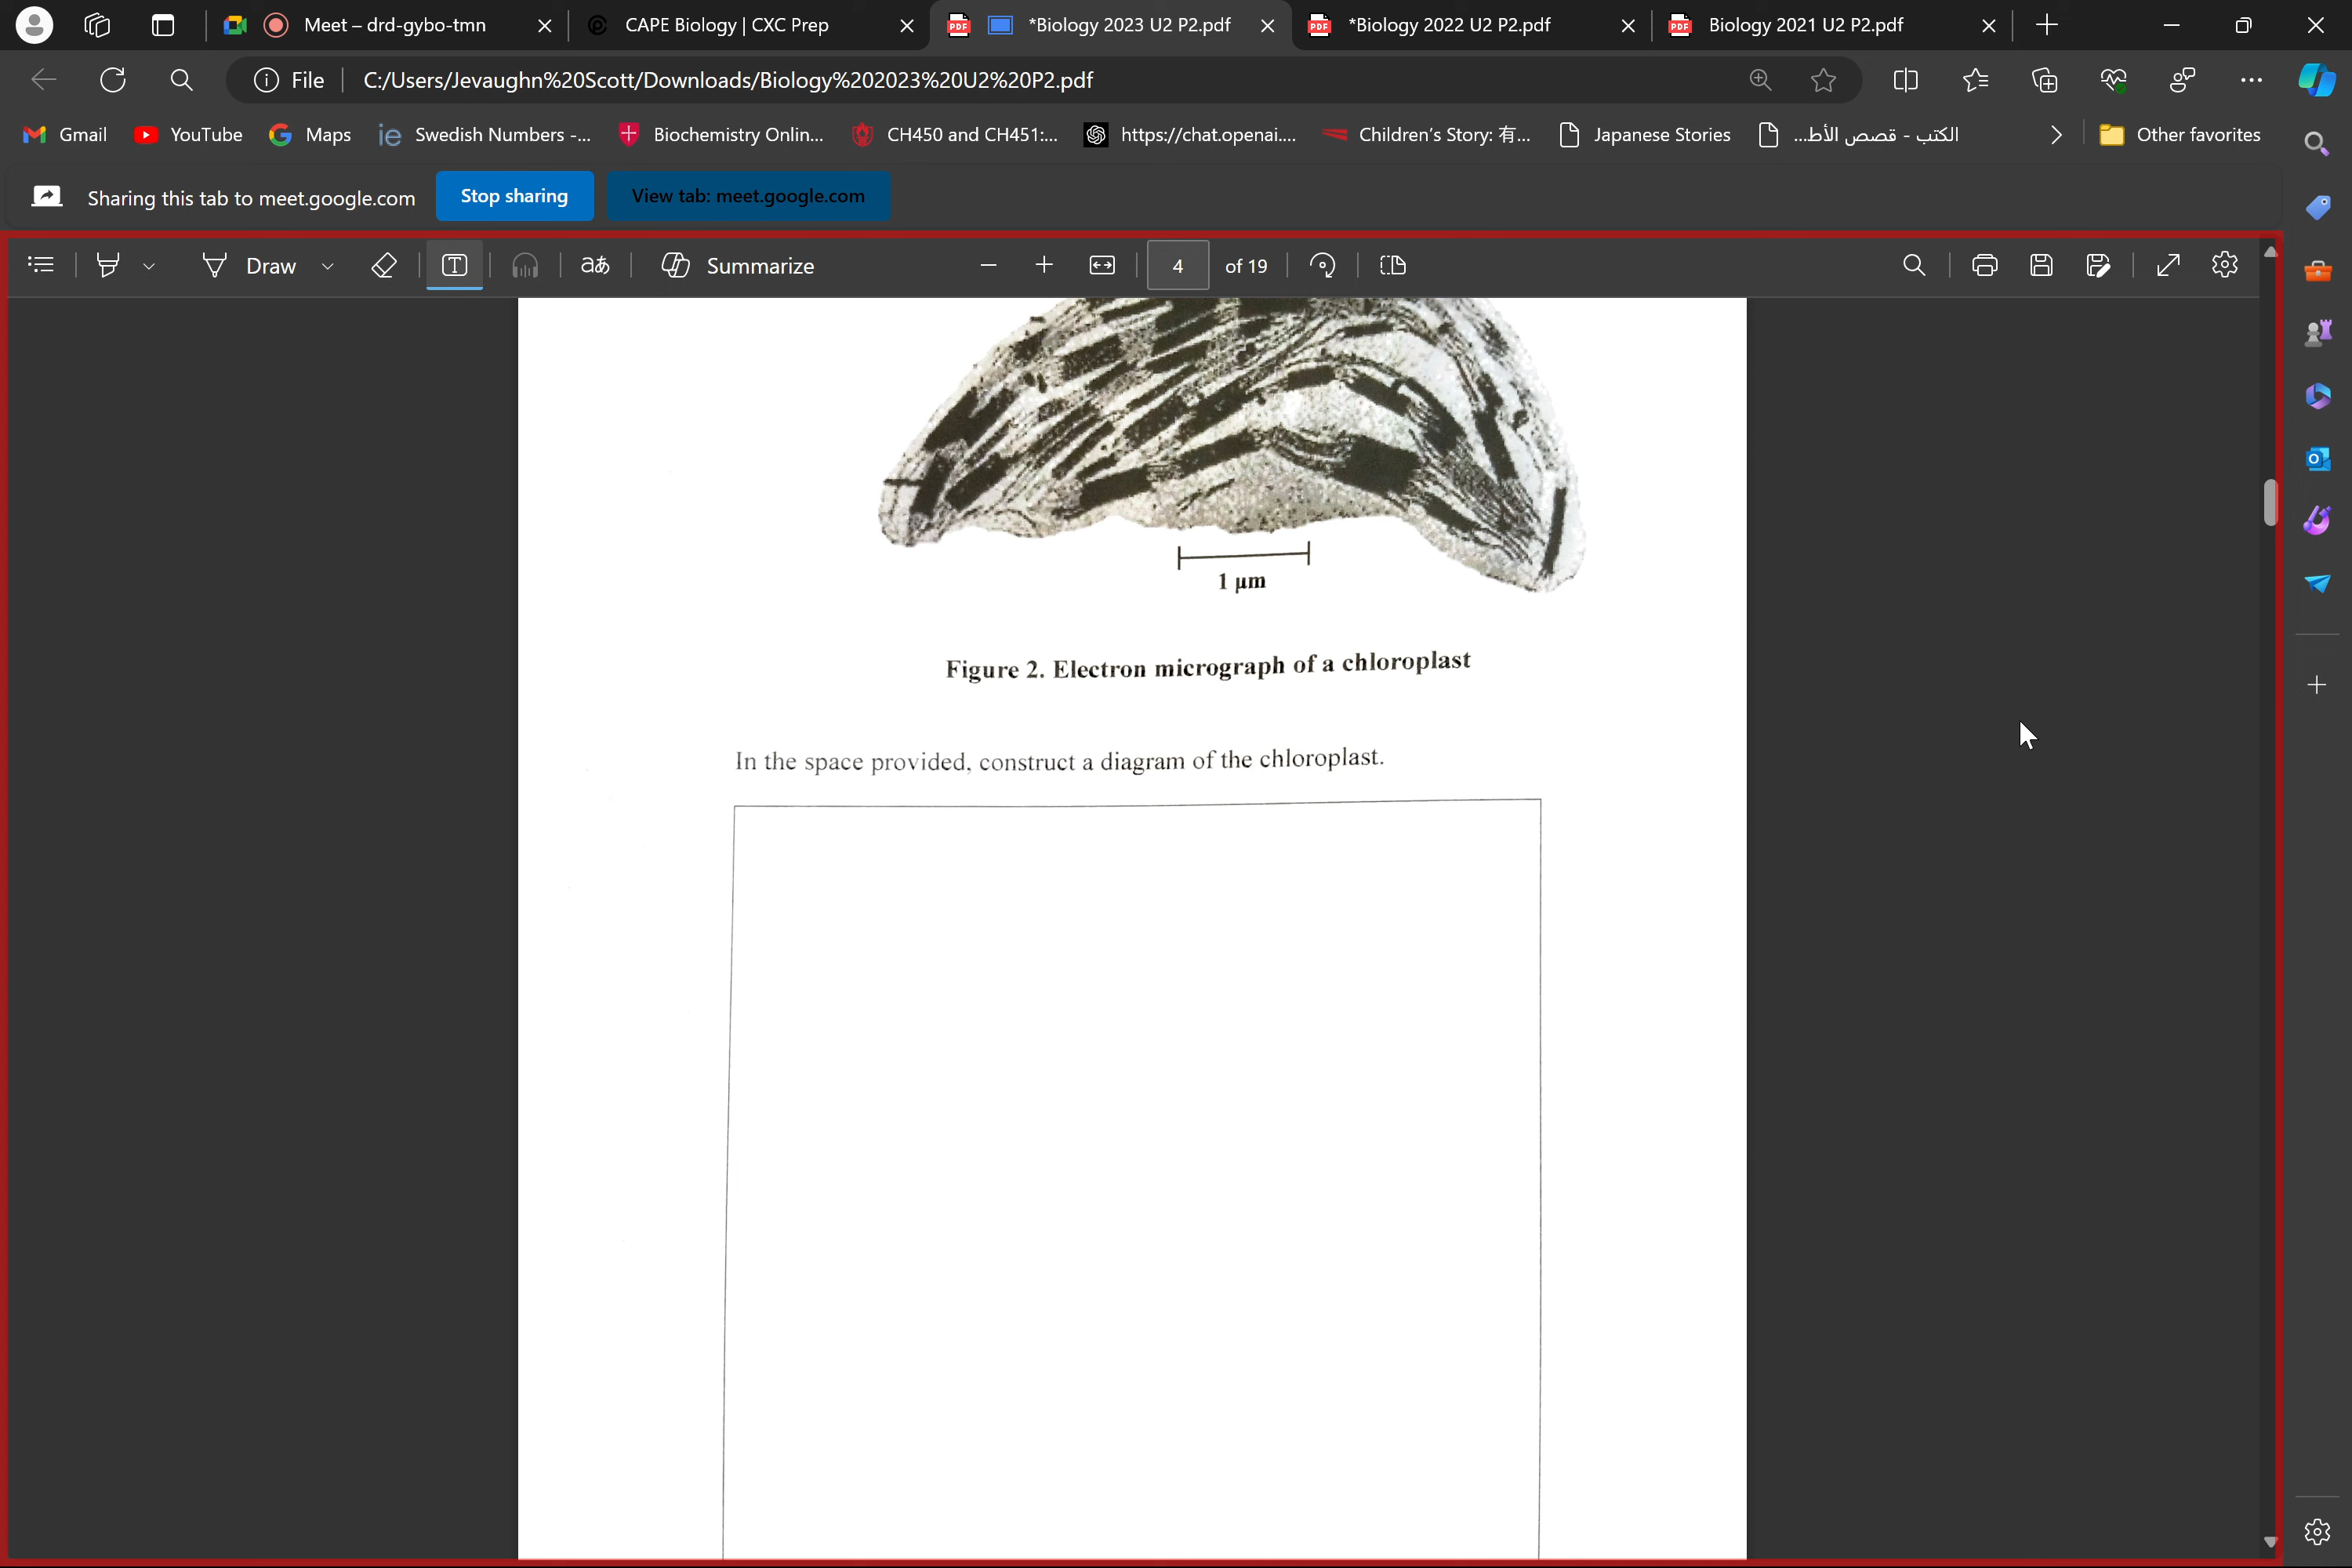 Meet – drd-gybo-tmn
CAPE Biology | CXC Prep
*Biology 2023 U2 P2.pdf
*Biology 2022 U2 P2.pdf
Biology 2021 U2 P2.pdf
File
C:/Users/Jevaughn%20Scott/Downloads/Biology%202023%20U2%20P2.pdf
Gmail
YouTube
Maps
Swedish Numbers -...
Biochemistry Onlin...
CH450 and CH451:...
https://chat.openai....
Children's Story: 有...
Japanese Stories
الكتب - قصص الأط...
Other favorites
Sharing this tab to meet.google.com
Stop sharing
View tab: meet.google.com
Draw
aあ
Summarize
4
of 19
1 µm
Figure 2. Electron micrograph of a chloroplast
In the space provided, construct a diagram of the chloroplast.